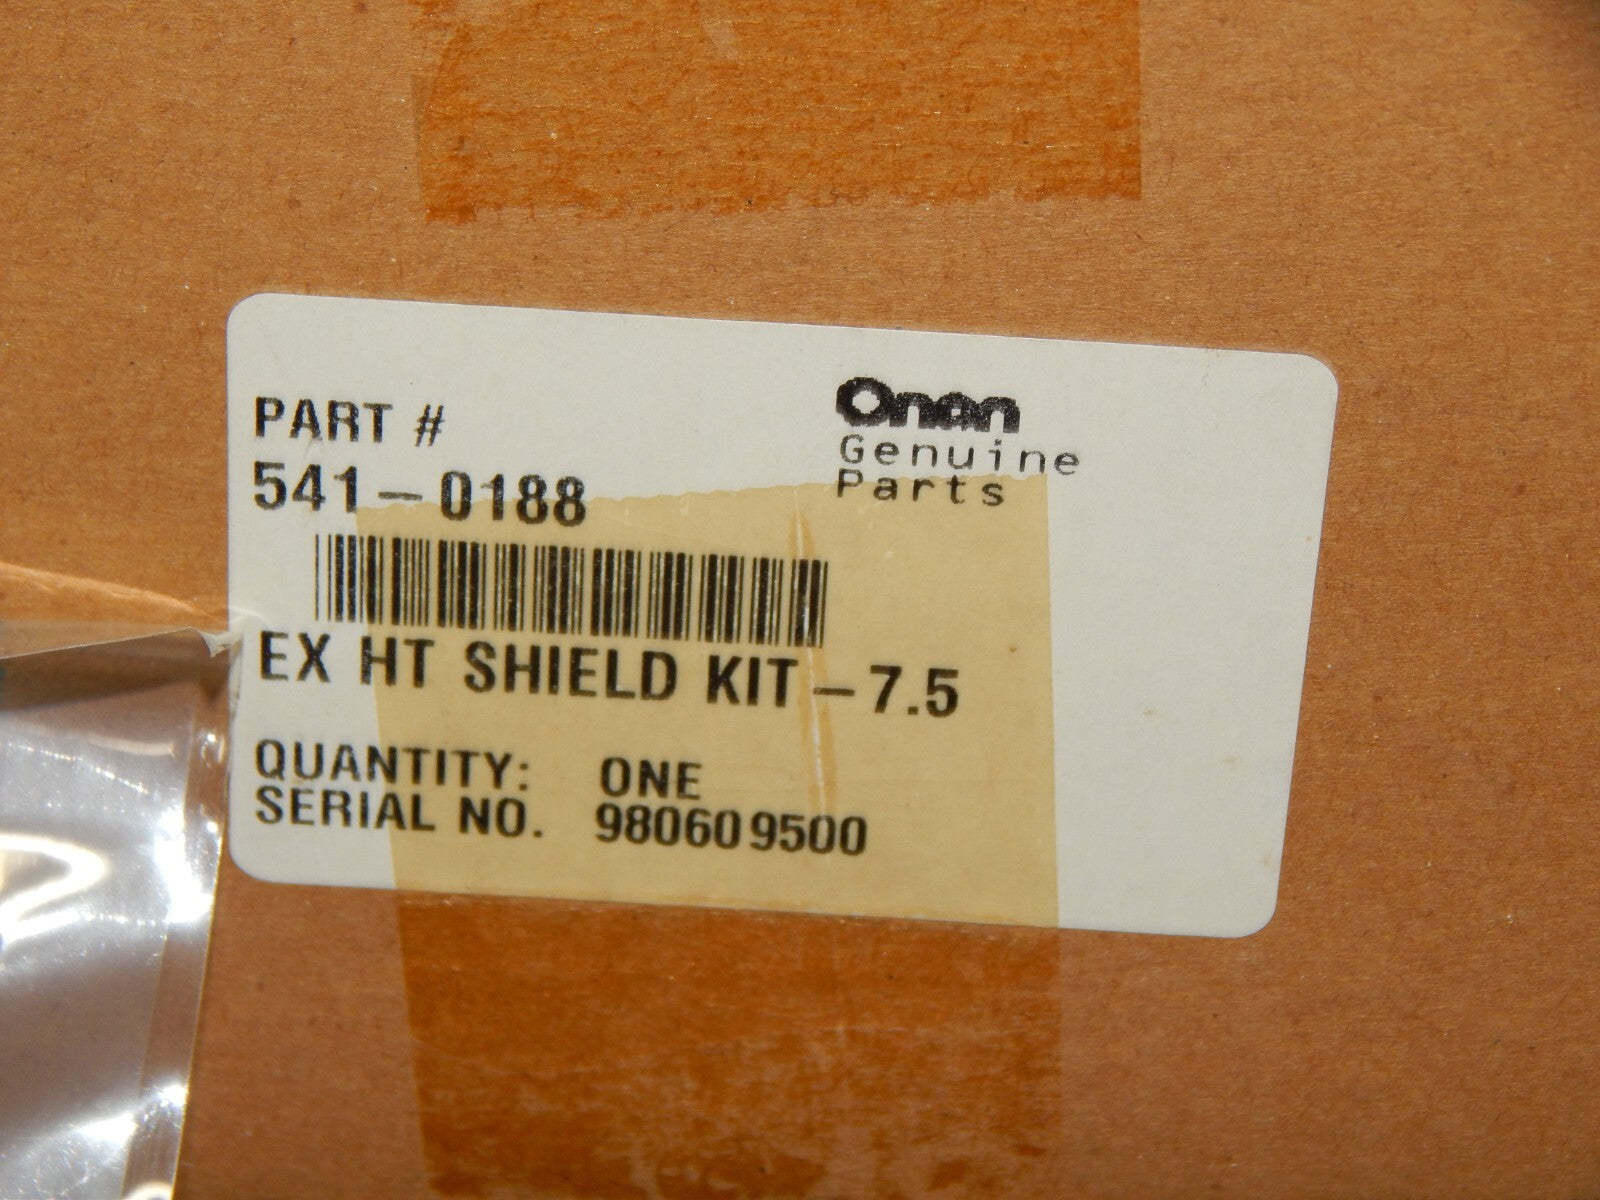 PART #
541-0188
Onan
Genuine
Parts
EX HT SHIELD KIT-7.5
QUANTITY: ONE
SERIAL NO. 980609500